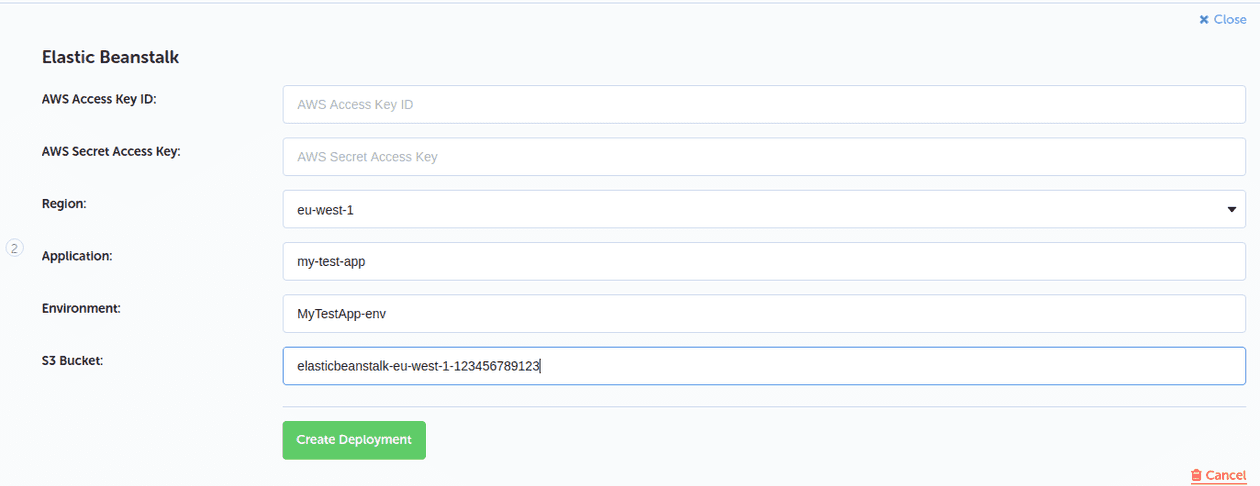 Close
Elastic Beanstalk
AWS Access Key ID: AWS Access Key ID
AWS Secret Access Key: AWS Secret Access Key
Region: eu-west-1
2
Application: my-test-app
Environment: MyTestApp-env
S3 Bucket: elasticbeanstalk-eu-west-1-123456789123
Create Deployment
Cancel